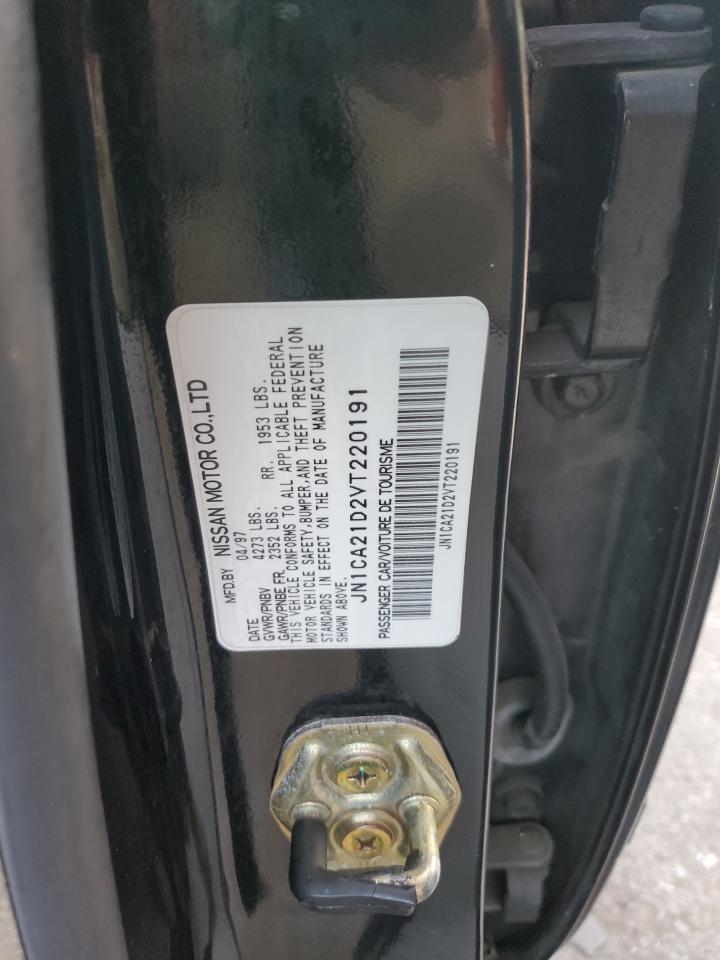 MFD.BY NISSAN MOTOR CO.,LTD
DATE 04/97
GVWR/PNBV 4273 LBS.
GAWR/PNBE FR. 2352 LBS. RR. 1953 LBS.
THIS VEHICLE CONFORMS TO ALL APPLICABLE FEDERAL
MOTOR VEHICLE SAFETY,BUMPER,AND THEFT PREVENTION
STANDARDS IN EFFECT ON THE DATE OF MANUFACTURE
SHOWN ABOVE.
JN1CA21D2VT220191
PASSENGER CAR/VOITURE DE TOURISME
JN1CA21D2VT220191